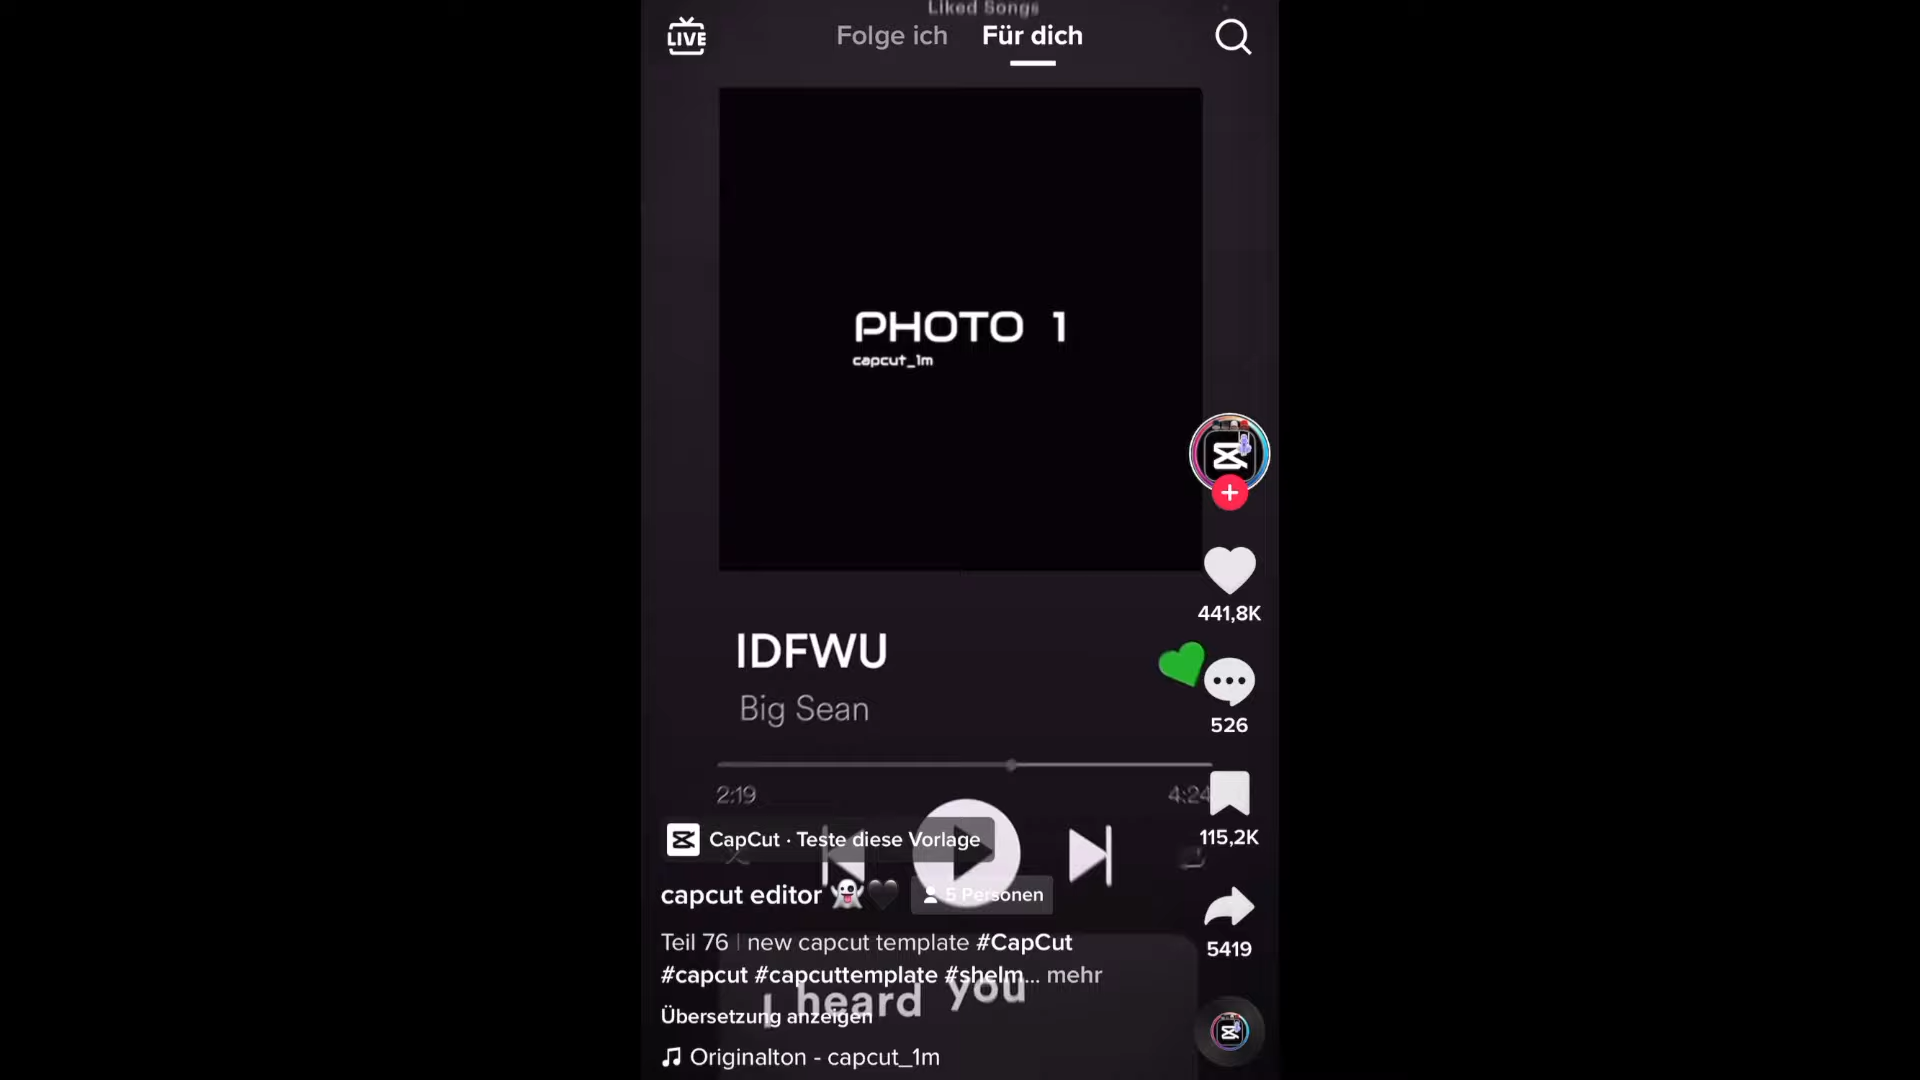 Liked Songs
LIVE
Folge ich
Für dich
PHOTO 1
capcut_1m
441,8K
IDFWU
Big Sean
526
2:19
4:24
115,2K
CapCut · Teste diese Vorlage
capcut editor 👻🖤
5 Personen
Teil 76 | new capcut template #CapCut
#capcut #capcuttemplate #shelm... mehr
5419
I heard you
Übersetzung anzeigen
Originalton - capcut_1m